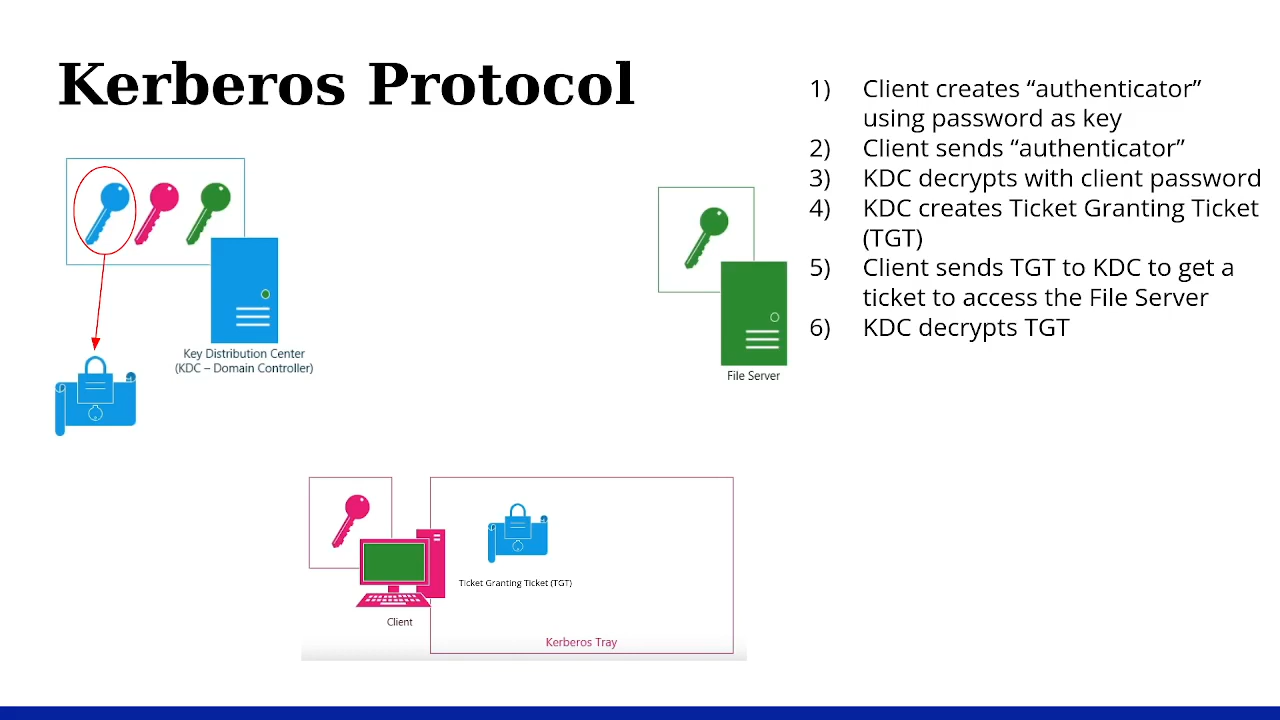 Kerberos Protocol
1) Client creates “authenticator”
using password as key
2) Client sends “authenticator”
3) KDC decrypts with client password
4) KDC creates Ticket Granting Ticket
(TGT)
5) Client sends TGT to KDC to get a
ticket to access the File Server
6) KDC decrypts TGT
Key Distribution Center
(KDC – Domain Controller)
File Server
Ticket Granting Ticket (TGT)
Client
Kerberos Tray